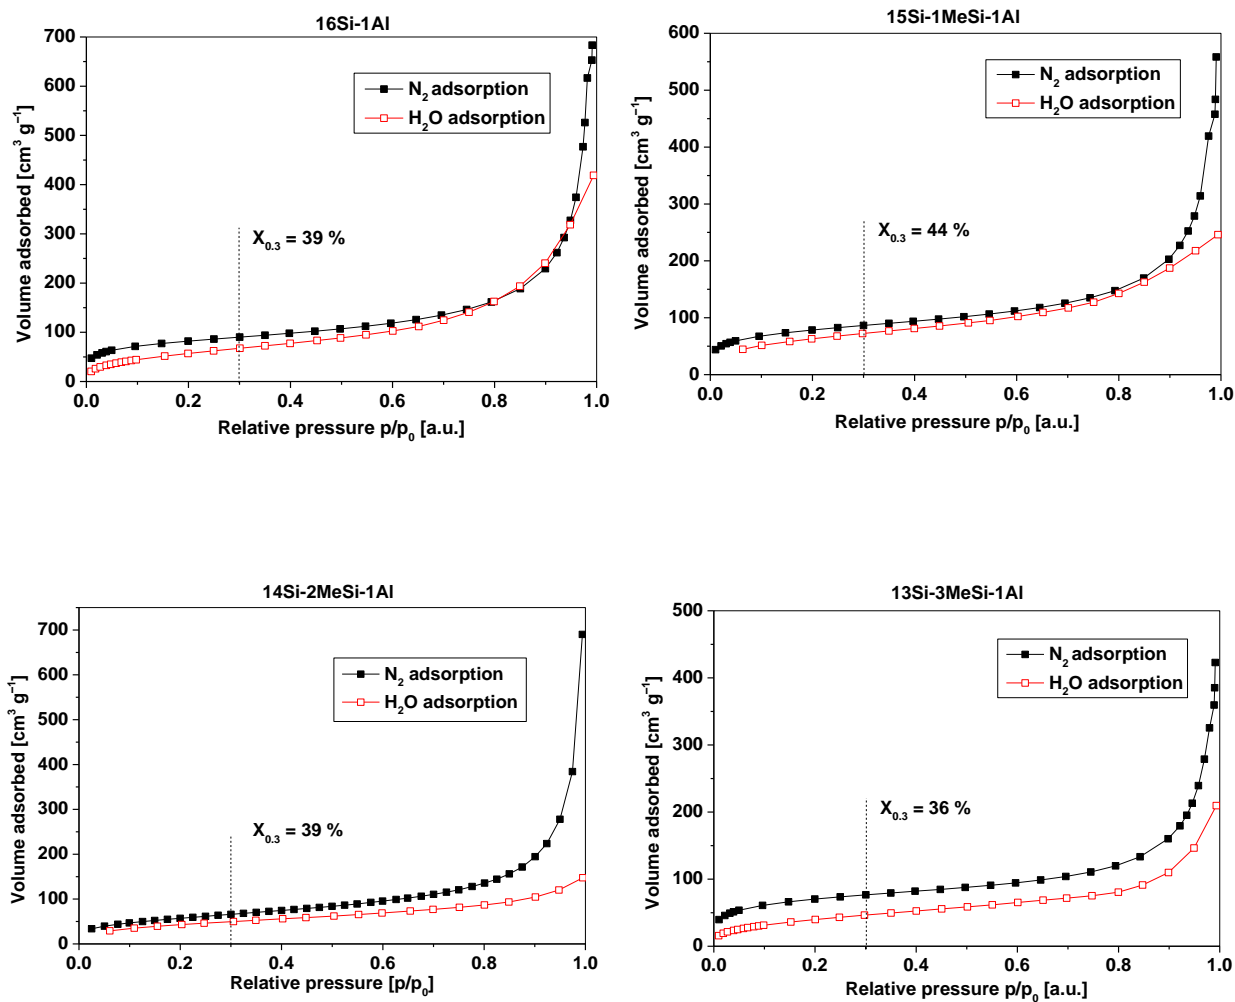 16Si-1Al
700
600
500
400
300
200
100
0
Volume adsorbed [cm³ g⁻¹]
N₂ adsorption
H₂O adsorption
X₀.₃ = 39 %
0.0 0.2 0.4 0.6 0.8 1.0
Relative pressure p/p₀ [a.u.]
15Si-1MeSi-1Al
600
500
400
300
200
100
0
Volume adsorbed [cm³ g⁻¹]
N₂ adsorption
H₂O adsorption
X₀.₃ = 44 %
0.0 0.2 0.4 0.6 0.8 1.0
Relative pressure p/p₀ [a.u.]
14Si-2MeSi-1Al
700
600
500
400
300
200
100
0
Volume adsorbed [cm³ g⁻¹]
N₂ adsorption
H₂O adsorption
X₀.₃ = 39 %
0.0 0.2 0.4 0.6 0.8 1.0
Relative pressure [p/p₀]
13Si-3MeSi-1Al
500
400
300
200
100
0
Volume adsorbed [cm³ g⁻¹]
N₂ adsorption
H₂O adsorption
X₀.₃ = 36 %
0.0 0.2 0.4 0.6 0.8 1.0
Relative pressure p/p₀ [a.u.]